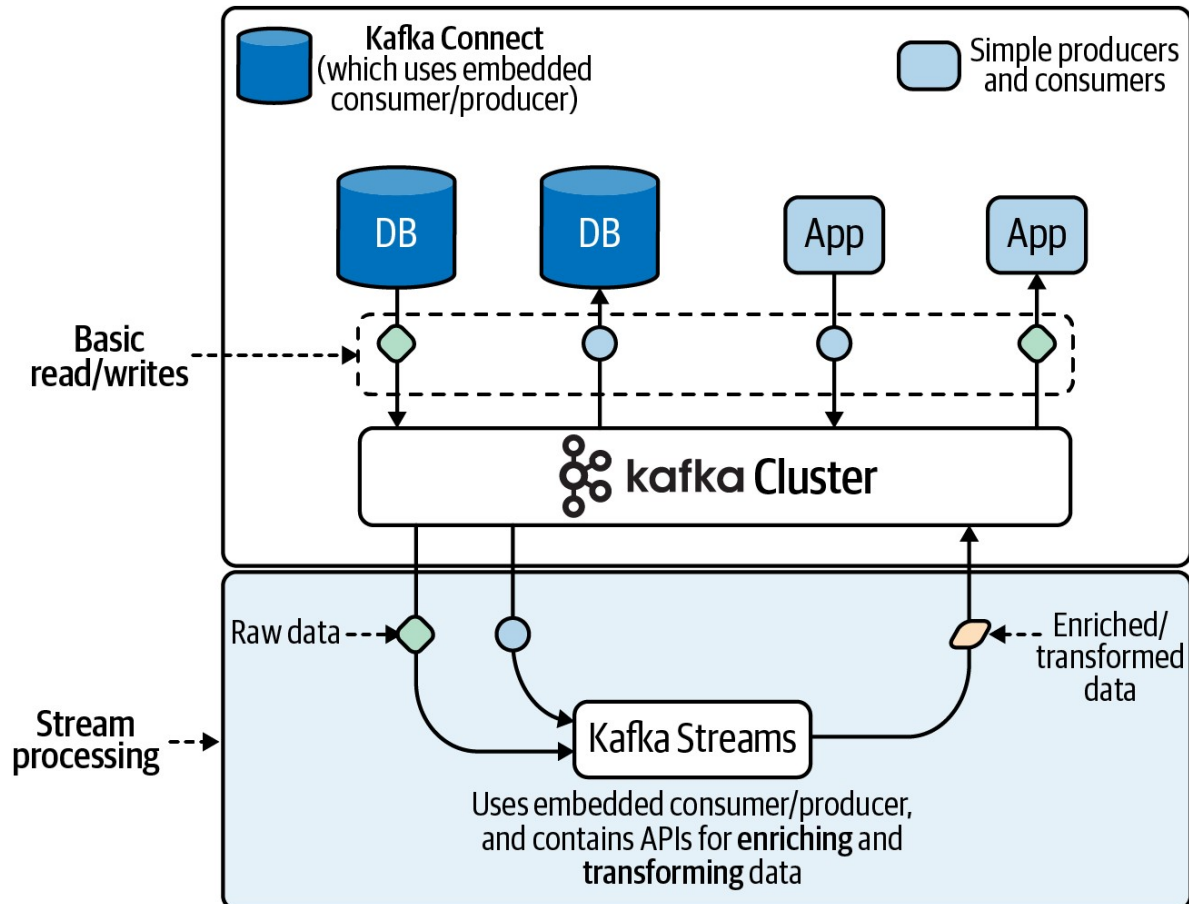 Kafka Connect
(which uses embedded
consumer/producer)
Simple producers
and consumers
DB
DB
App
App
Basic
read/writes
kafka Cluster
Raw data
Enriched/
transformed
data
Stream
processing
Kafka Streams
Uses embedded consumer/producer,
and contains APIs for enriching and
transforming data